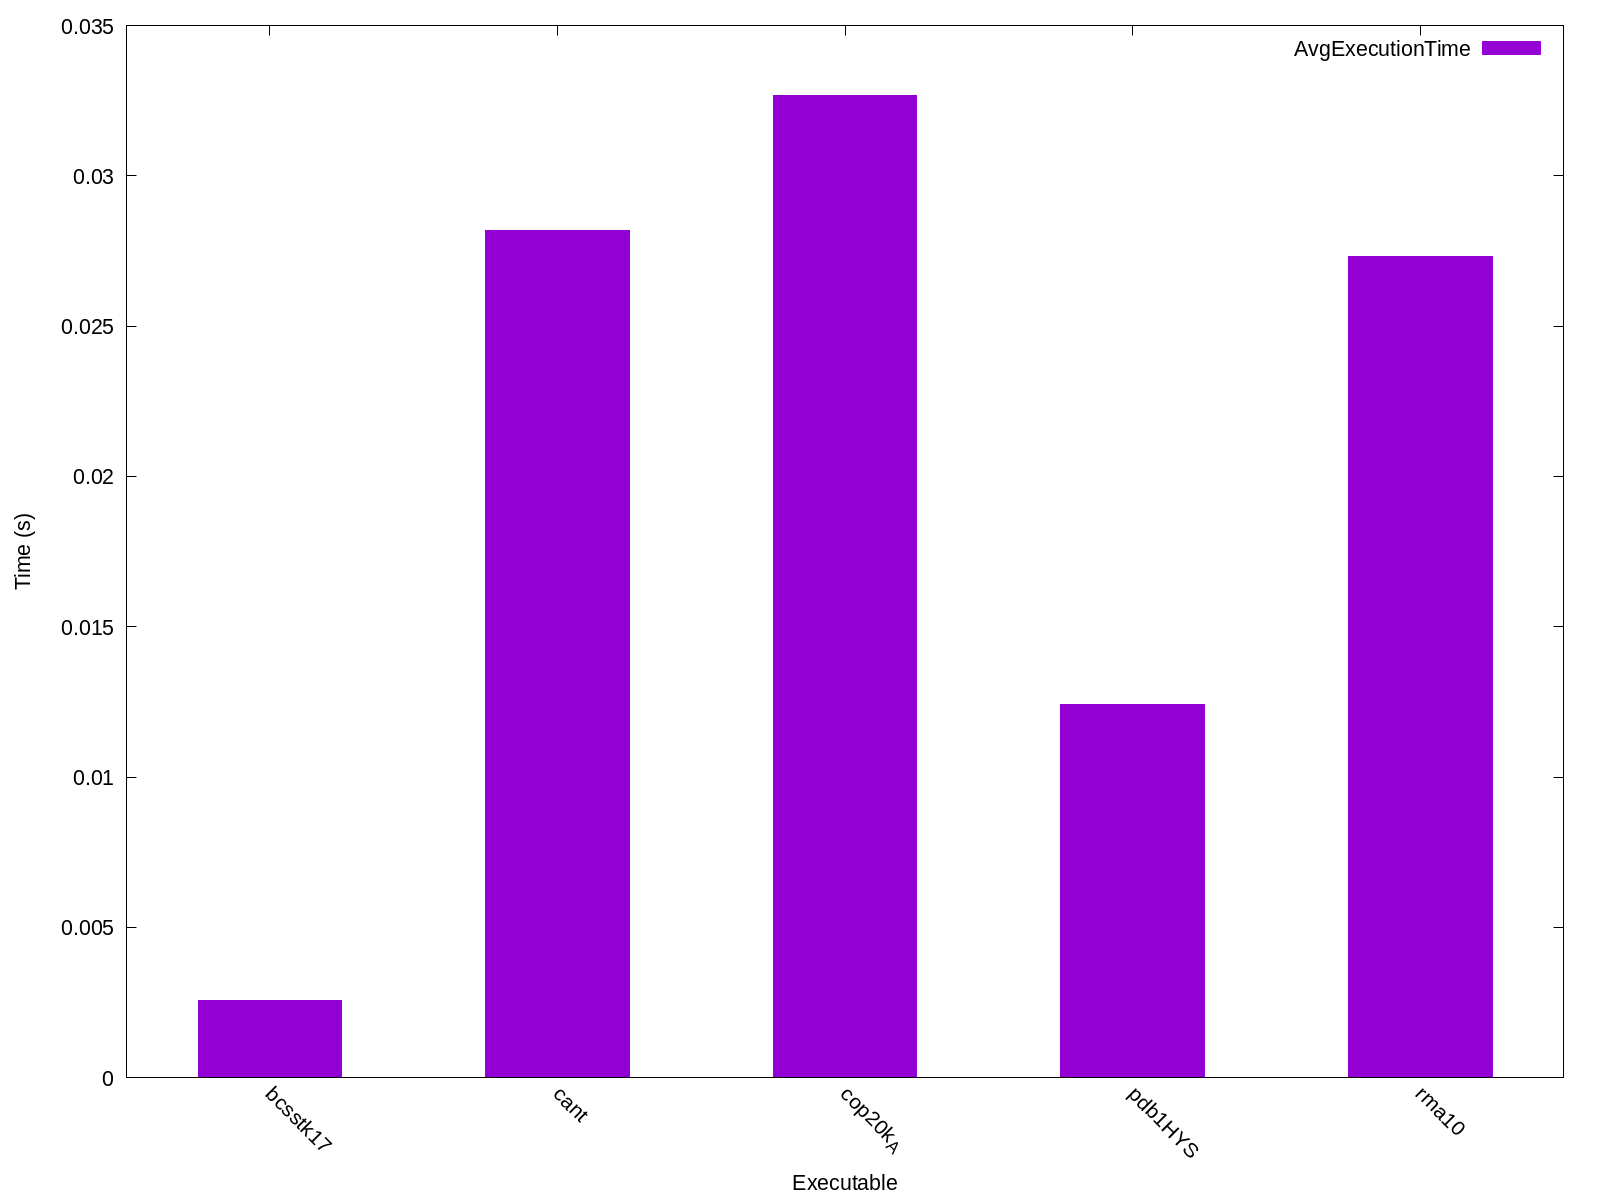 0.035
AvgExecutionTime
0.03
0.025
0.02
0.015
0.01
0.005
0
Time (s)
bcsstk17
cant
cop20kA
pdb1HYS
rma10
Executable